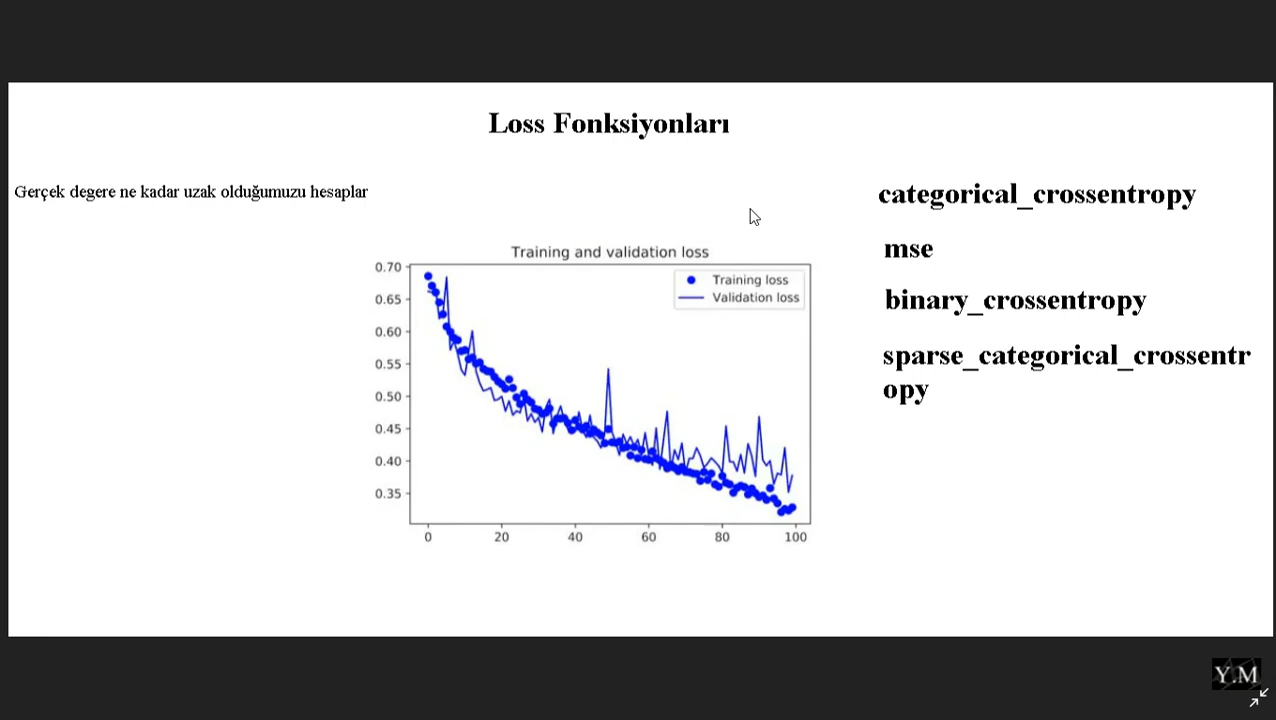 Loss Fonksiyonları
Gerçek degere ne kadar uzak olduğumuzu hesaplar
Training and validation loss
0.70
0.65
0.60
0.55
0.50
0.45
0.40
0.35
0 20 40 60 80 100
Training loss
Validation loss
categorical_crossentropy
mse
binary_crossentropy
sparse_categorical_crossentr
opy
Y.M